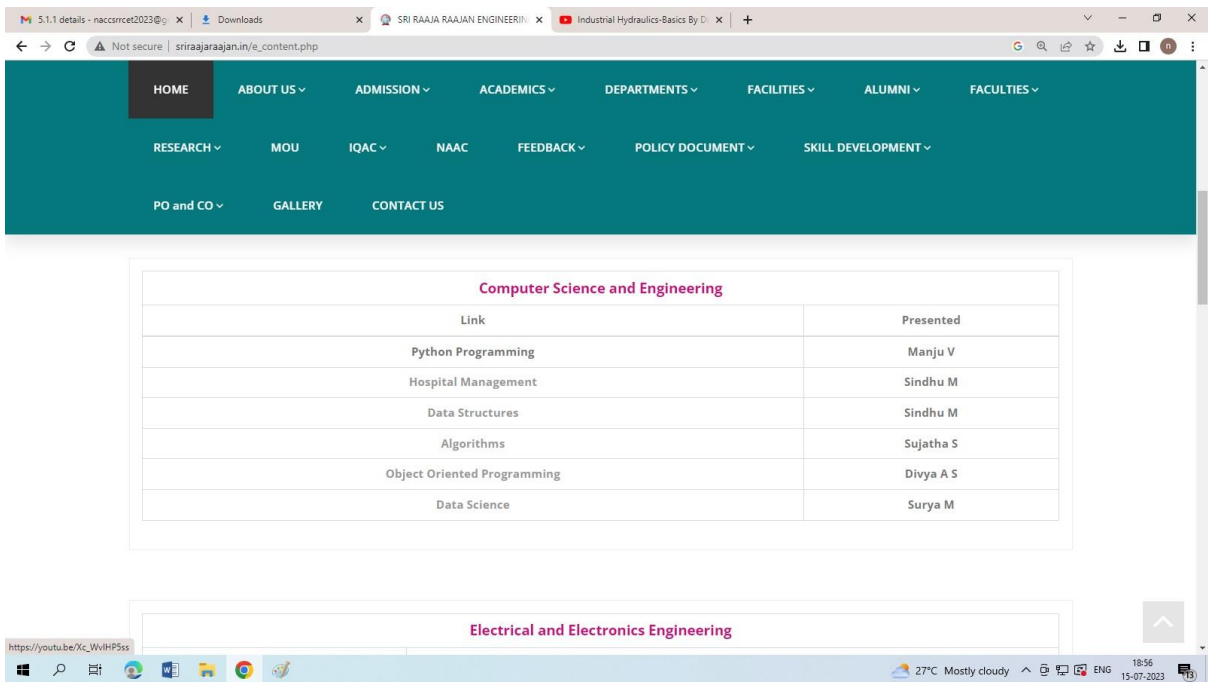 5.1.1 details - naccsrrcet2023@g
Downloads
SRI RAAJA RAAJAN ENGINEERIN
Industrial Hydraulics-Basics By D
Not secure | sriraajaraajan.in/e_content.php
HOME ABOUT US ADMISSION ACADEMICS DEPARTMENTS FACILITIES ALUMNI FACULTIES
RESEARCH MOU IQAC NAAC FEEDBACK POLICY DOCUMENT SKILL DEVELOPMENT
PO and CO GALLERY CONTACT US
Computer Science and Engineering
Link Presented
Python Programming Manju V
Hospital Management Sindhu M
Data Structures Sindhu M
Algorithms Sujatha S
Object Oriented Programming Divya A S
Data Science Surya M
Electrical and Electronics Engineering
https://youtu.be/Xc_WvIHP5ss
27°C Mostly cloudy ENG 18:56
15-07-2023